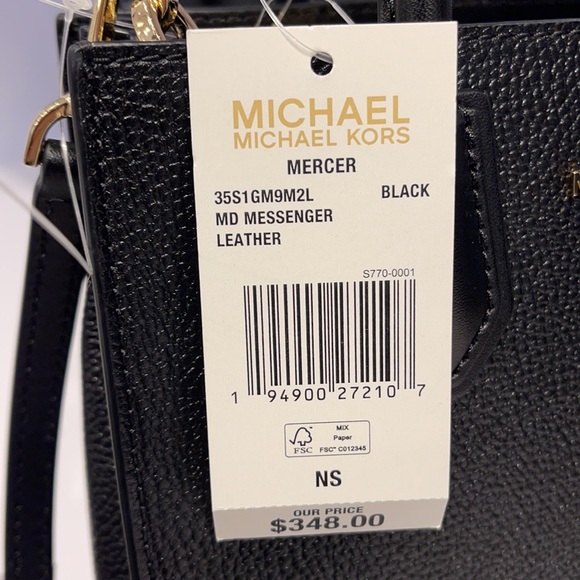 MICHAEL
MICHAEL KORS
MERCER
35S1GM9M2L BLACK
MD MESSENGER
LEATHER
S770-0001
1 94900 27210 7
FSC
MIX
Paper
FSC™ C012345
NS
OUR PRICE
$348.00